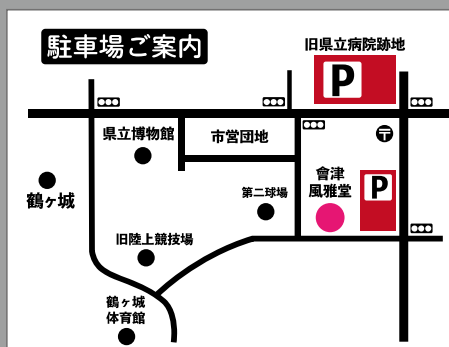 駐車場ご案内
旧県立病院跡地
P
県立博物館
市営団地
〒
鶴ヶ城
第二球場
會津
風雅堂
P
旧陸上競技場
鶴ヶ城
体育館